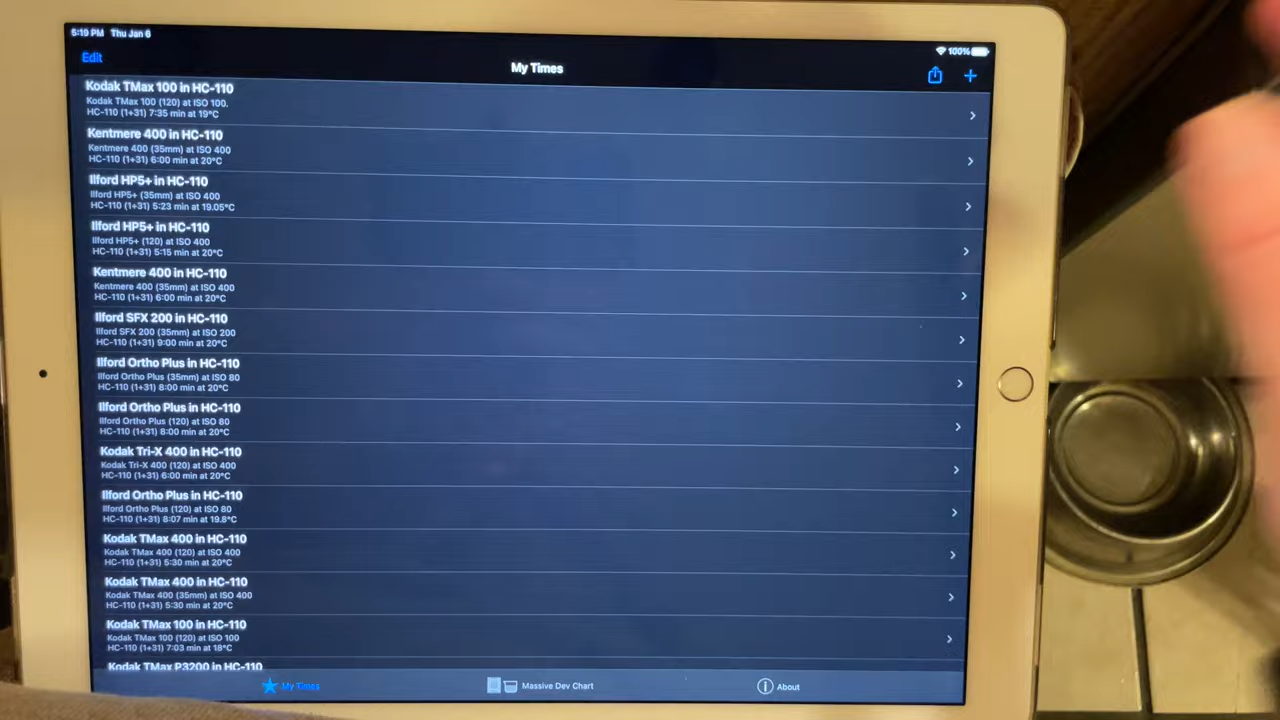 5:19 PM Thu Jan 6
100%
Edit
My Times
Kodak TMax 100 in HC-110
Kodak TMax 100 (120) at ISO 100.
HC-110 (1+31) 7:35 min at 19°C
Kentmere 400 in HC-110
Kentmere 400 (35mm) at ISO 400
HC-110 (1+31) 6:00 min at 20°C
Ilford HP5+ in HC-110
Ilford HP5+ (35mm) at ISO 400
HC-110 (1+31) 5:23 min at 19.05°C
Ilford HP5+ in HC-110
Ilford HP5+ (120) at ISO 400
HC-110 (1+31) 5:15 min at 20°C
Kentmere 400 in HC-110
Kentmere 400 (35mm) at ISO 400
HC-110 (1+31) 6:00 min at 20°C
Ilford SFX 200 in HC-110
Ilford SFX 200 (35mm) at ISO 200
HC-110 (1+31) 9:00 min at 20°C
Ilford Ortho Plus in HC-110
Ilford Ortho Plus (35mm) at ISO 80
HC-110 (1+31) 8:00 min at 20°C
Ilford Ortho Plus in HC-110
Ilford Ortho Plus (120) at ISO 80
HC-110 (1+31) 8:00 min at 20°C
Kodak Tri-X 400 in HC-110
Kodak Tri-X 400 (120) at ISO 400
HC-110 (1+31) 6:00 min at 20°C
Ilford Ortho Plus in HC-110
Ilford Ortho Plus (120) at ISO 80
HC-110 (1+31) 8:07 min at 19.8°C
Kodak TMax 400 in HC-110
Kodak TMax 400 (120) at ISO 400
HC-110 (1+31) 5:30 min at 20°C
Kodak TMax 400 in HC-110
Kodak TMax 400 (35mm) at ISO 400
HC-110 (1+31) 5:30 min at 20°C
Kodak TMax 100 in HC-110
Kodak TMax 100 (120) at ISO 100
HC-110 (1+31) 7:03 min at 18°C
Kodak TMax P3200 in HC-110
My Times
Massive Dev Chart
About